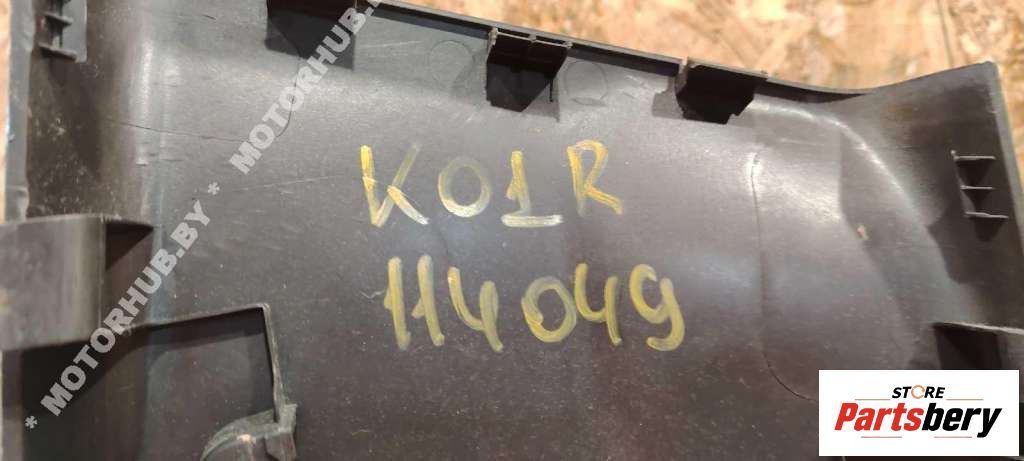 * MOTORHUB.BY * MOTORHUB.BY
K01R
114049
STORE
Partsbery